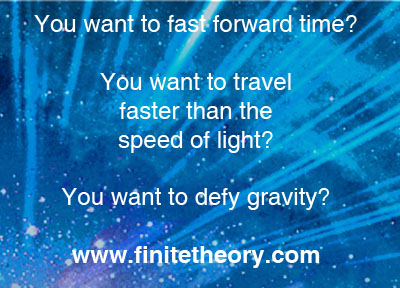 You want to fast forward time?
You want to travel
faster than the
speed of light?
You want to defy gravity?
www.finitetheory.com